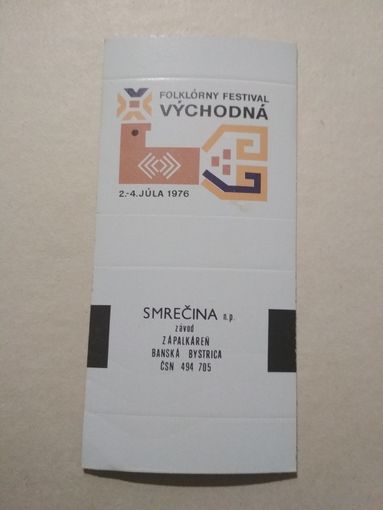 FOLKLÓRNY FESTIVAL
VÝCHODNÁ
2.-4. JÚLA 1976
SMREČINA n.p.
závod
ZÁPALKÁREŇ
BANSKÁ BYSTRICA
ČSN 494 705